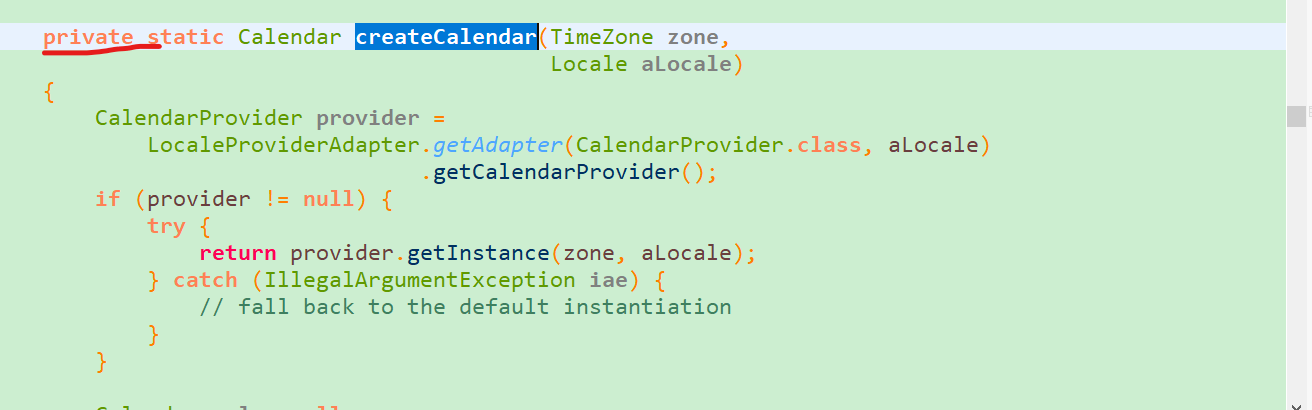 private static Calendar createCalendar(TimeZone zone,
Locale aLocale)
{
CalendarProvider provider =
LocaleProviderAdapter.getAdapter(CalendarProvider.class, aLocale)
.getCalendarProvider();
if (provider != null) {
try {
return provider.getInstance(zone, aLocale);
} catch (IllegalArgumentException iae) {
// fall back to the default instantiation
}
}